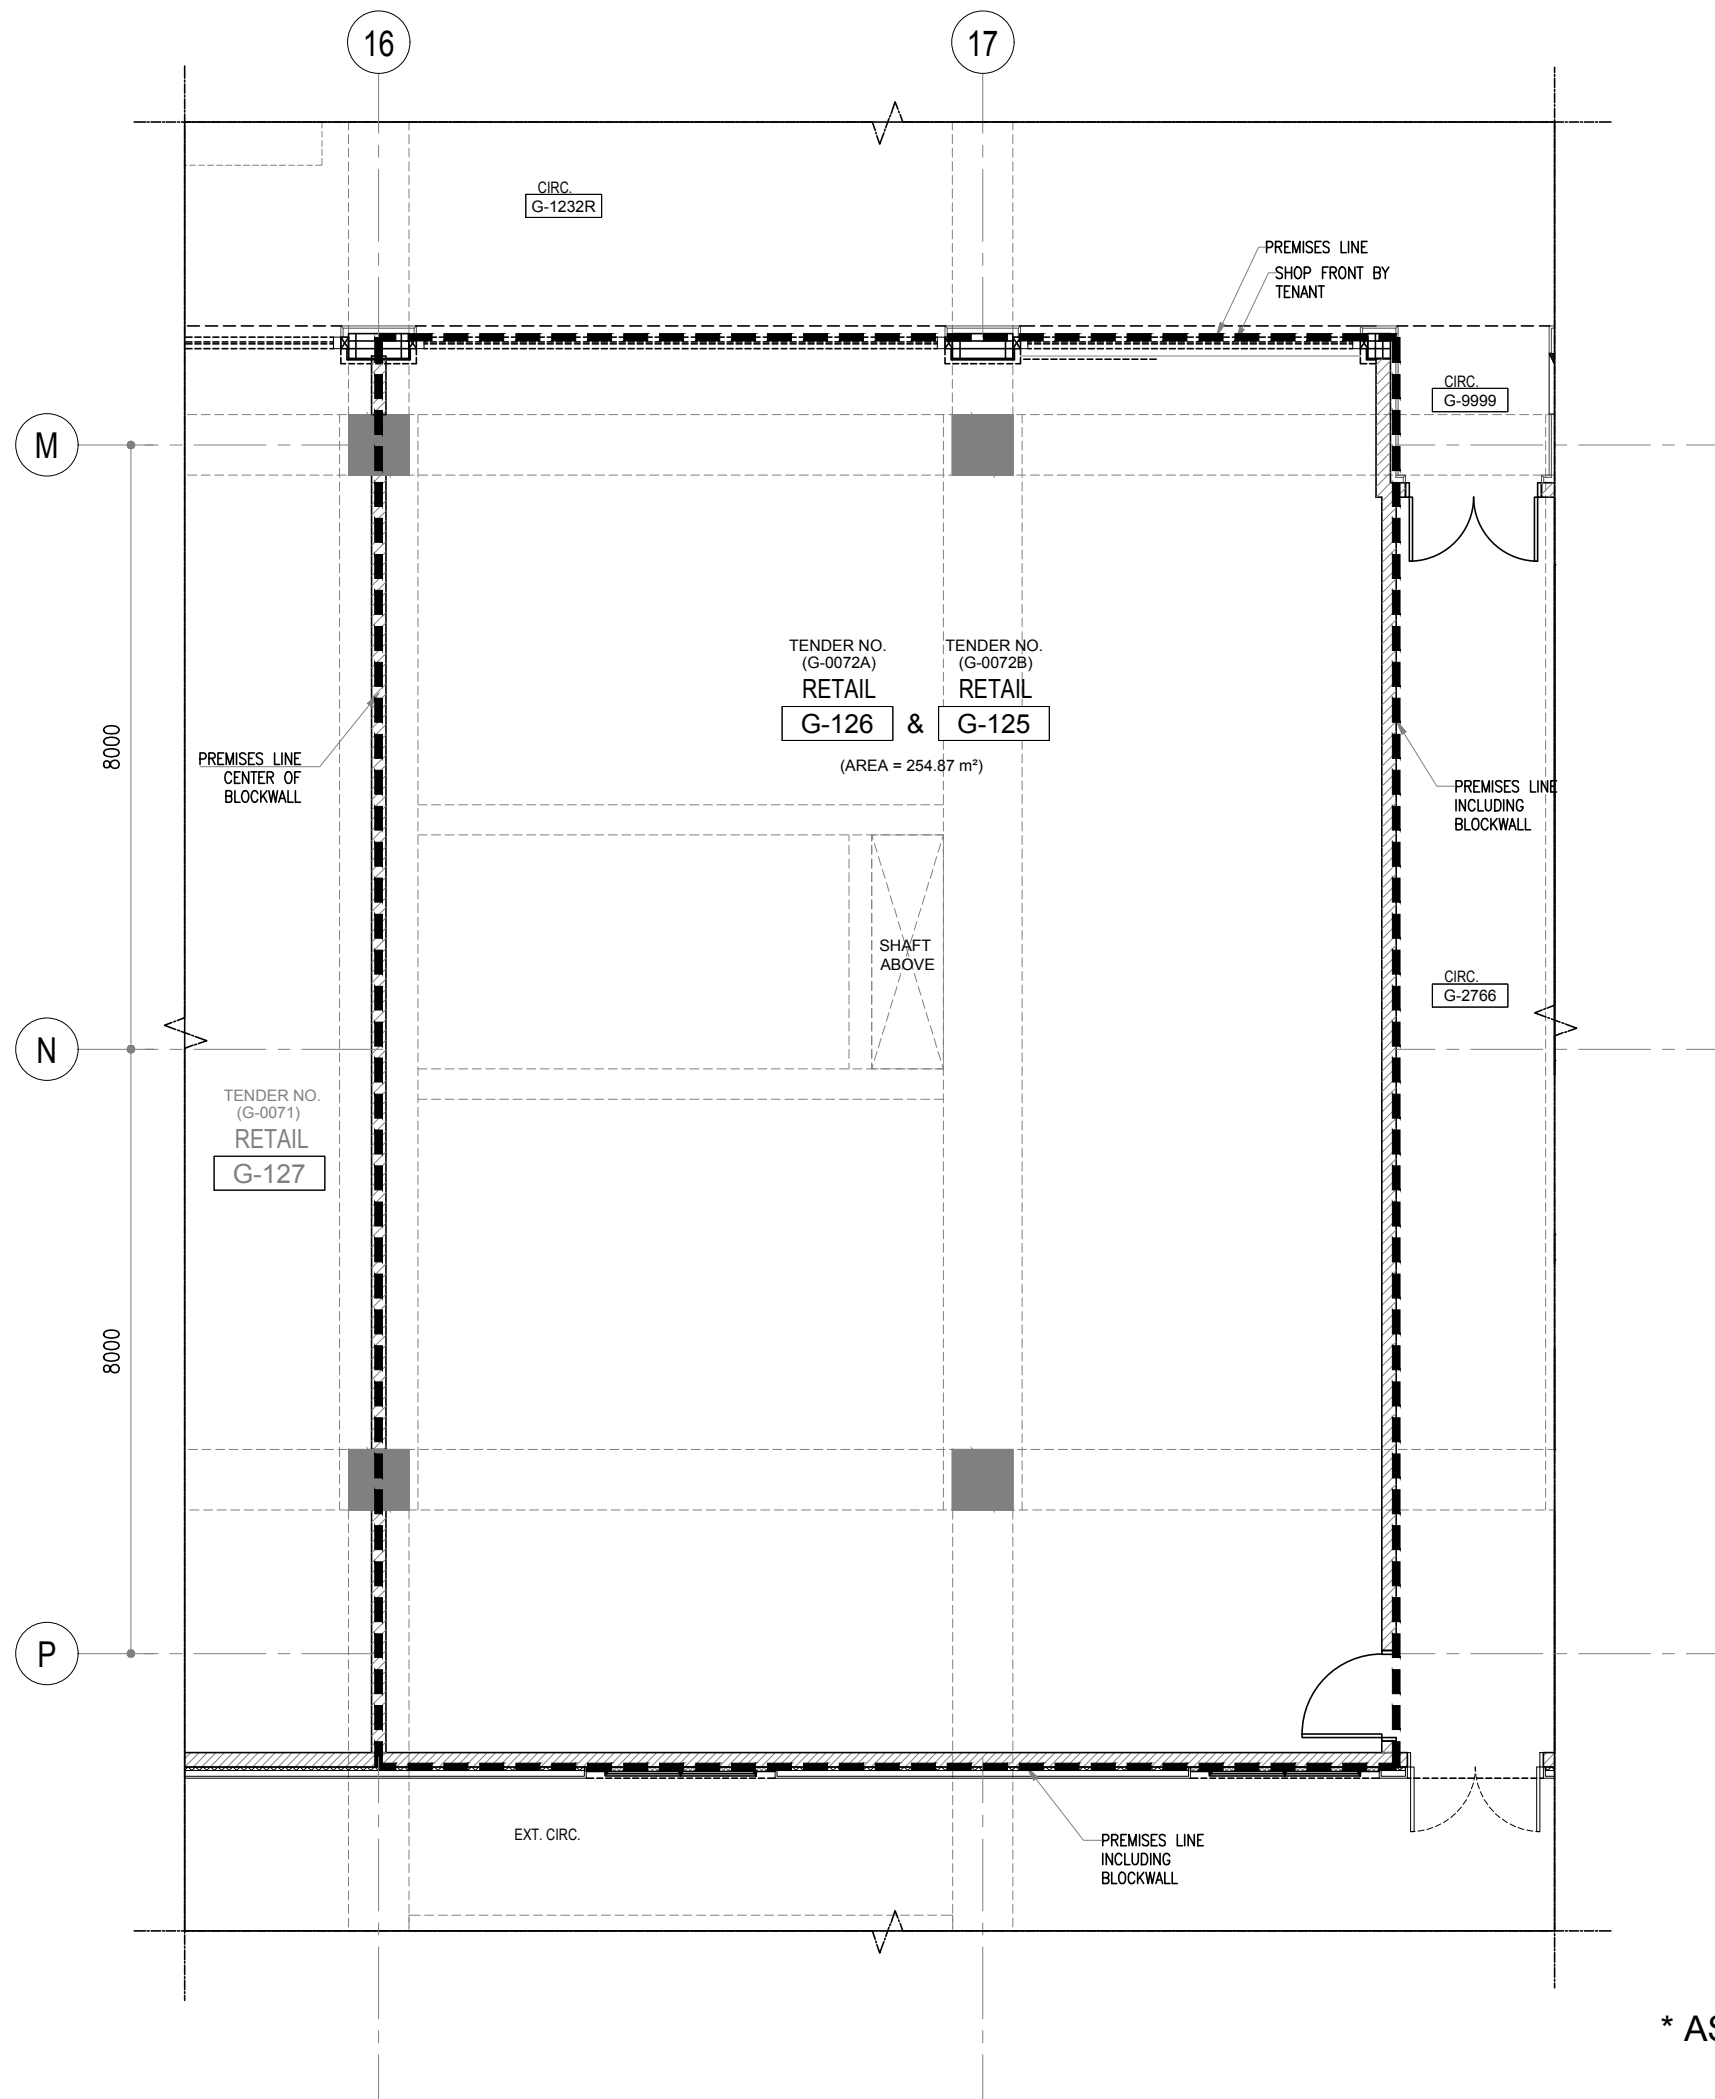 16
17
CIRC.
G-1232R
PREMISES LINE
SHOP FRONT BY
TENANT
CIRC.
G-9999
M
TENDER NO.
(G-0072A)
RETAIL
G-126
&
TENDER NO.
(G-0072B)
RETAIL
G-125
(AREA = 254.87 m²)
8000
PREMISES LINE
CENTER OF
BLOCKWALL
PREMISES LINE
INCLUDING
BLOCKWALL
SHAFT
ABOVE
CIRC.
G-2766
N
TENDER NO.
(G-0071)
RETAIL
G-127
8000
P
EXT. CIRC.
PREMISES LINE
INCLUDING
BLOCKWALL
*